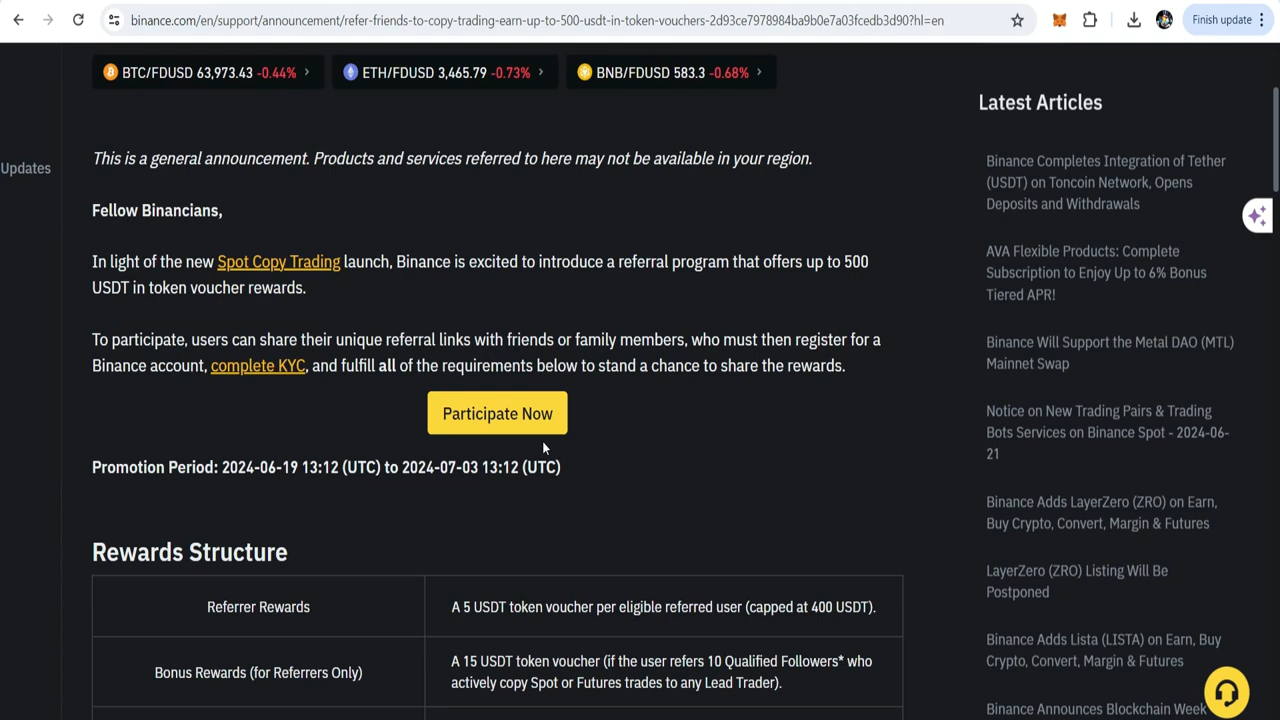 binance.com/en/support/announcement/refer-friends-to-copy-trading-earn-up-to-500-usdt-in-token-vouchers-2d93ce7978984ba9b0e7a03fcedb3d90?hl=en
Finish update
BTC/FDUSD 63,973.43 -0.44%
ETH/FDUSD 3,465.79 -0.73%
BNB/FDUSD 583.3 -0.68%
Updates
This is a general announcement. Products and services referred to here may not be available in your region.
Fellow Binancians,
In light of the new Spot Copy Trading launch, Binance is excited to introduce a referral program that offers up to 500
USDT in token voucher rewards.
To participate, users can share their unique referral links with friends or family members, who must then register for a
Binance account, complete KYC, and fulfill all of the requirements below to stand a chance to share the rewards.
Participate Now
Promotion Period: 2024-06-19 13:12 (UTC) to 2024-07-03 13:12 (UTC)
Rewards Structure
Referrer Rewards
A 5 USDT token voucher per eligible referred user (capped at 400 USDT).
Bonus Rewards (for Referrers Only)
A 15 USDT token voucher (if the user refers 10 Qualified Followers* who
actively copy Spot or Futures trades to any Lead Trader).
Latest Articles
Binance Completes Integration of Tether
(USDT) on Toncoin Network, Opens
Deposits and Withdrawals
AVA Flexible Products: Complete
Subscription to Enjoy Up to 6% Bonus
Tiered APR!
Binance Will Support the Metal DAO (MTL)
Mainnet Swap
Notice on New Trading Pairs & Trading
Bots Services on Binance Spot - 2024-06-
21
Binance Adds LayerZero (ZRO) on Earn,
Buy Crypto, Convert, Margin & Futures
LayerZero (ZRO) Listing Will Be
Postponed
Binance Adds Lista (LISTA) on Earn, Buy
Crypto, Convert, Margin & Futures
Binance Announces Blockchain Week